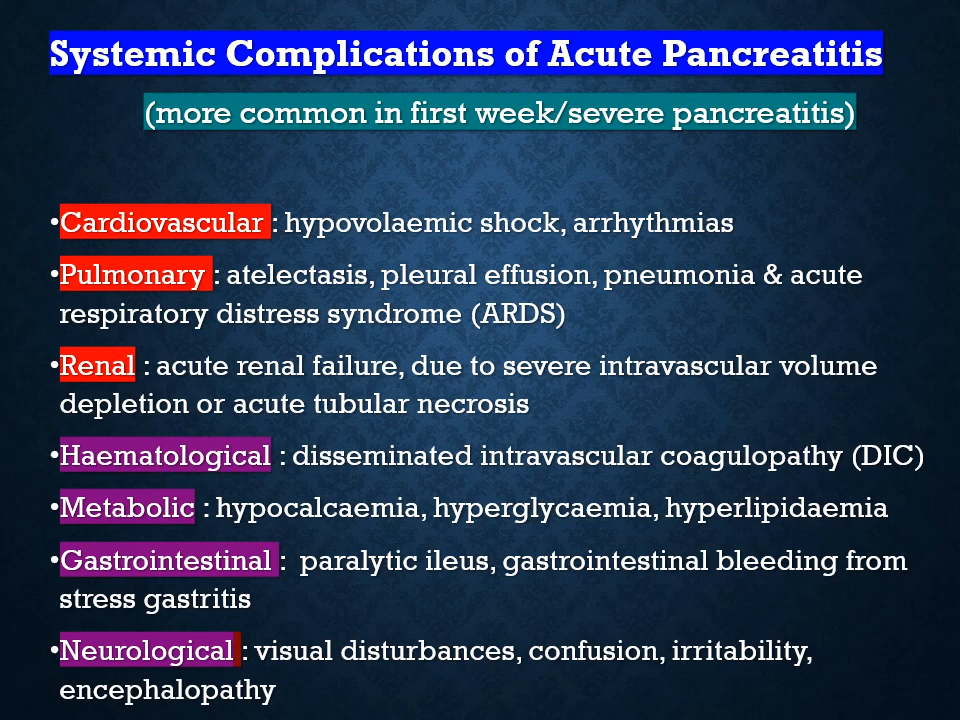 Systemic Complications of Acute Pancreatitis
(more common in first week/severe pancreatitis)
•Cardiovascular : hypovolaemic shock, arrhythmias
•Pulmonary : atelectasis, pleural effusion, pneumonia & acute
respiratory distress syndrome (ARDS)
•Renal : acute renal failure, due to severe intravascular volume
depletion or acute tubular necrosis
•Haematological : disseminated intravascular coagulopathy (DIC)
•Metabolic : hypocalcaemia, hyperglycaemia, hyperlipidaemia
•Gastrointestinal :  paralytic ileus, gastrointestinal bleeding from
stress gastritis
•Neurological : visual disturbances, confusion, irritability,
encephalopathy